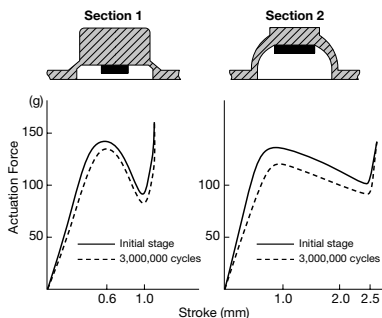 Section 1
Section 2
(g)
150
100
50
Actuation Force
Initial stage
3,000,000 cycles
0.6
1.0
150
100
50
Initial stage
3,000,000 cycles
1.0
2.0
2.5
Stroke (mm)